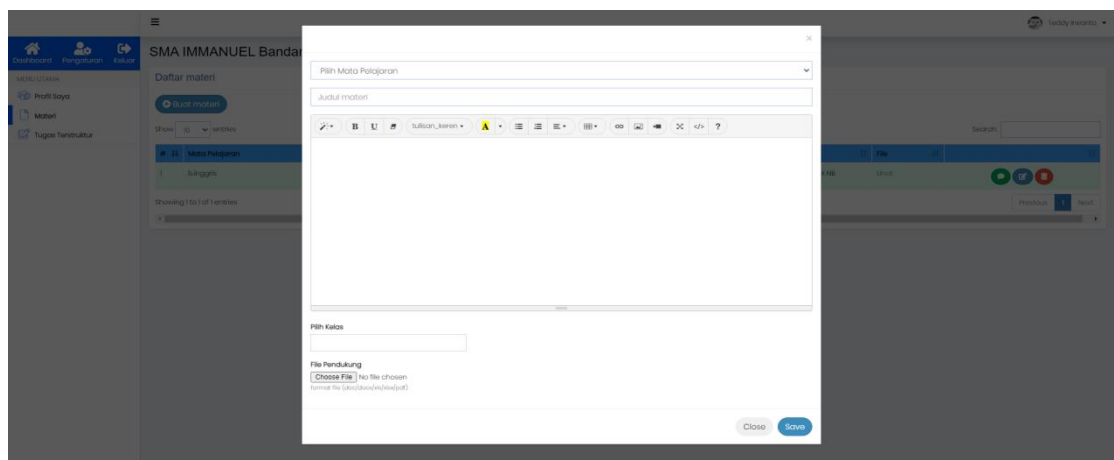 Teddy Irwanto
Dashboard Pengaturan Keluar
SMA IMMANUEL Bandar
MENU UTAMA
Profil Saya
Materi
Tugas Terstruktur
Daftar materi
Buat materi
Show 10 entries
Search:
# Mata Pelajaran File
1 b.inggris Lihat
Showing 1 to 1 of 1 entries
Previous 1 Next
×
Pilih Mata Pelajaran
Judul materi
B U tulisan_keren A </> ?
Pilih Kelas
File Pendukung
Choose File No file chosen
format file (doc/docx/xls/xlsx/pdf)
Close Save